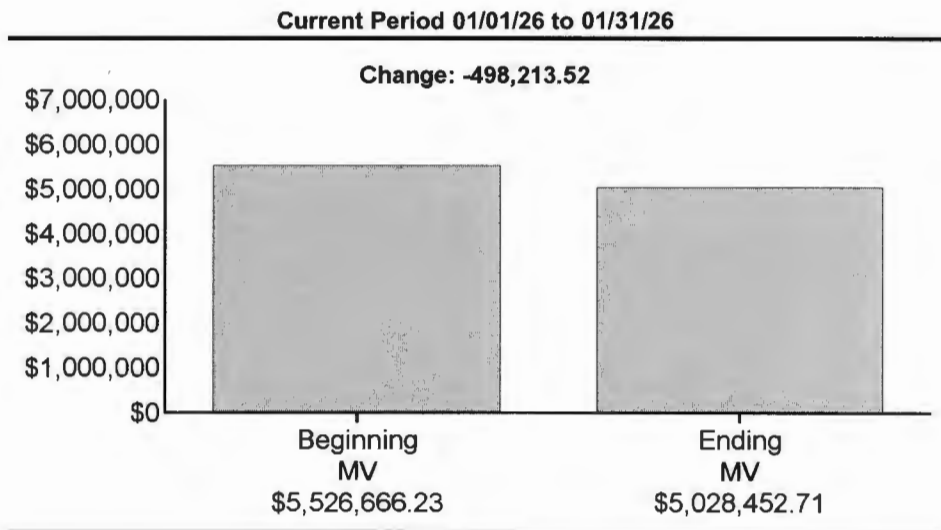 Current Period 01/01/26 to 01/31/26
Change: -498,213.52
$7,000,000
$6,000,000
$5,000,000
$4,000,000
$3,000,000
$2,000,000
$1,000,000
$0
Beginning
MV
$5,526,666.23
Ending
MV
$5,028,452.71